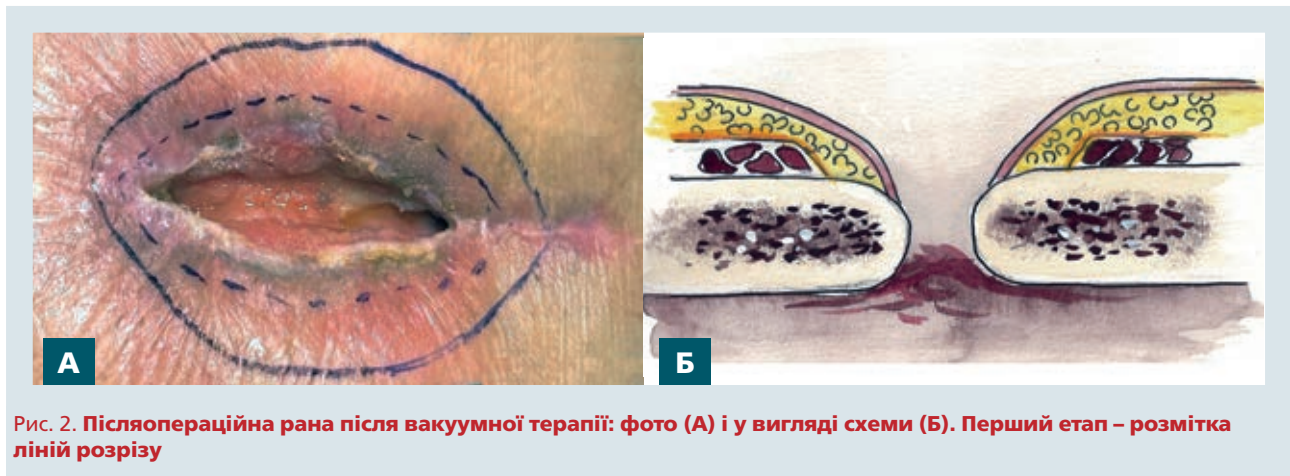 А
Б
Рис. 2. Післяопераційна рана після вакуумної терапії: фото (А) і у вигляді схеми (Б). Перший етап – розмітка
ліній розрізу